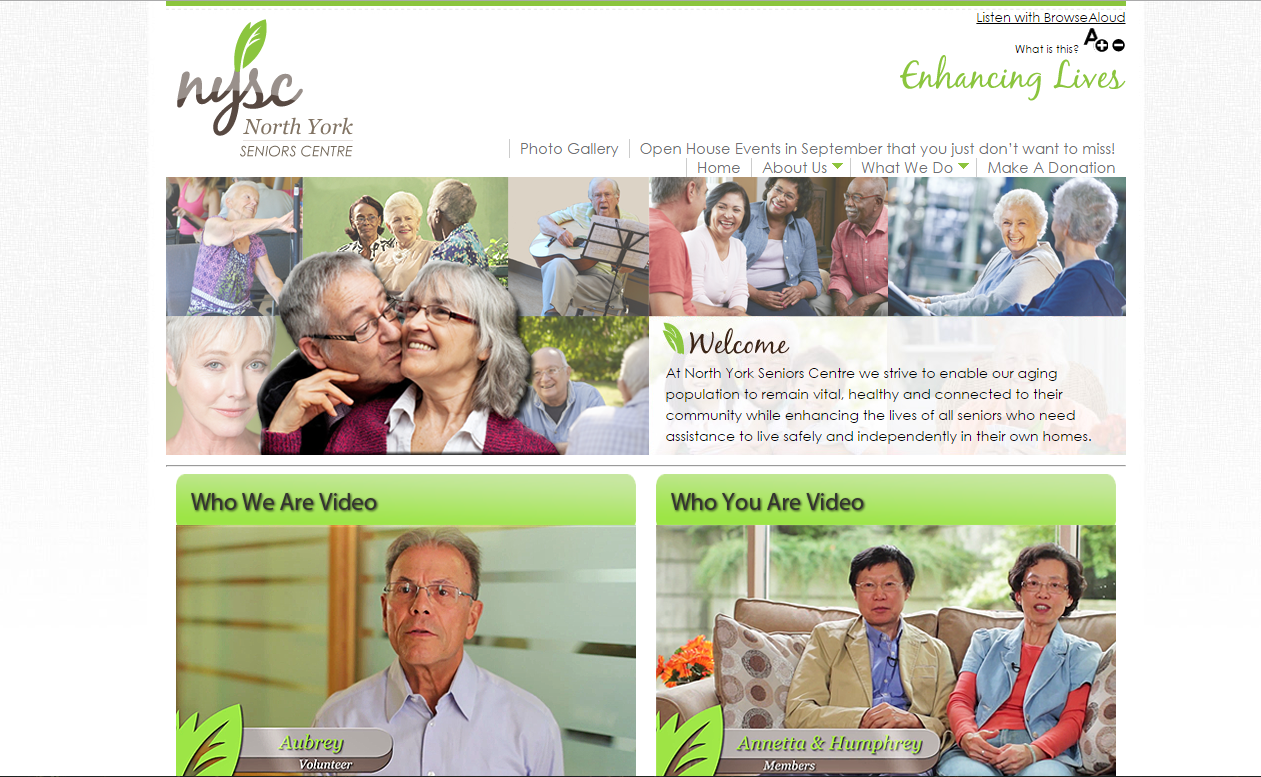 Listen with BrowseAloud
What is this? A
Enhancing Lives
nysc
North York
SENIORS CENTRE
Photo Gallery Open House Events in September that you just don't want to miss!
Home About Us What We Do Make A Donation
Welcome
At North York Seniors Centre we strive to enable our aging
population to remain vital, healthy and connected to their
community while enhancing the lives of all seniors who need
assistance to live safely and independently in their own homes.
Who We Are Video
Who You Are Video
Aubrey
Volunteer
Annetta & Humphrey
Members